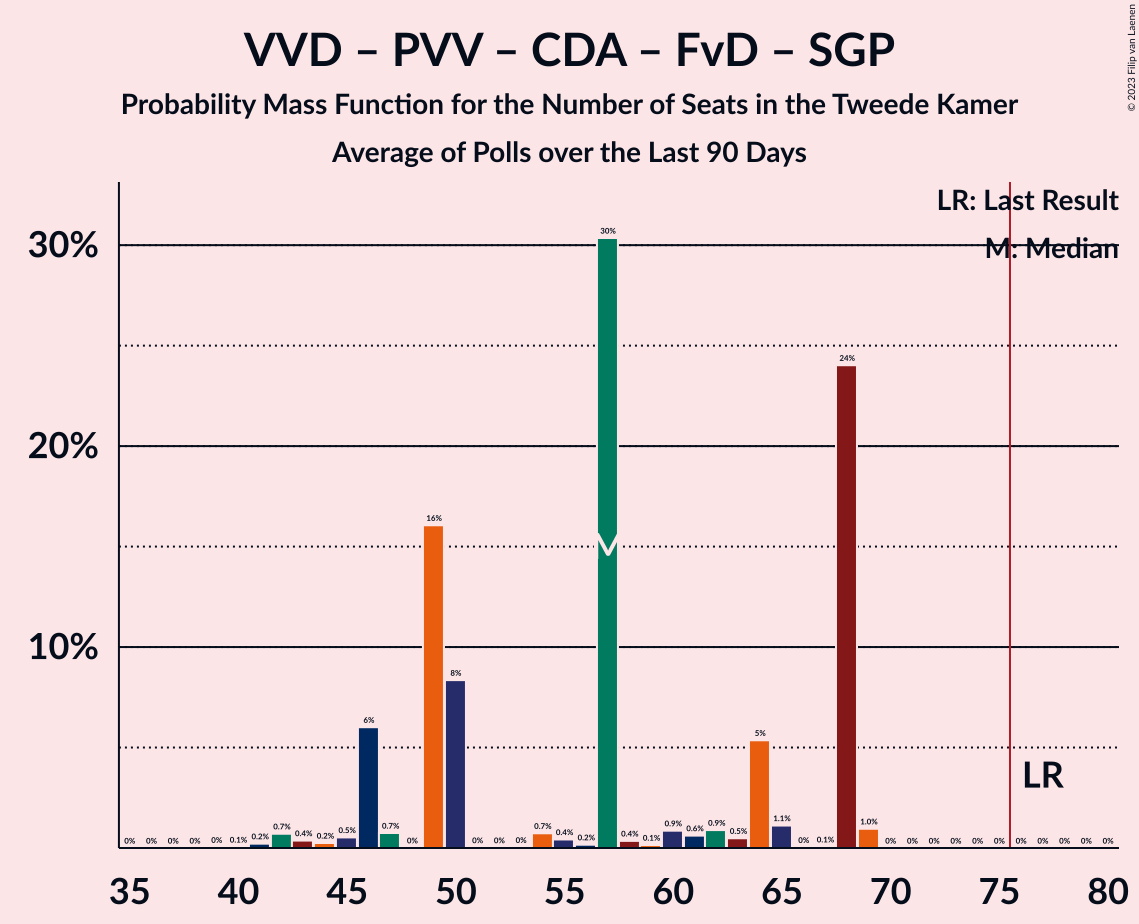 VVD – PVV – CDA – FvD – SGP
Probability Mass Function for the Number of Seats in the Tweede Kamer
Average of Polls over the Last 90 Days
© 2023 Filip van Laenen
LR: Last Result
M: Median
30%
20%
10%
0% 0% 0% 0% 0% 0.1% 0.2% 0.7% 0.4% 0.2% 0.5% 6% 0.7% 0% 16% 8% 0% 0% 0% 0.7% 0.4% 0.2% 30% 0.4% 0.1% 0.9% 0.6% 0.9% 0.5% 5% 1.1% 0% 0.1% 24% 1.0% 0% 0% 0% 0% 0% 0% 0% 0% 0% 0% 0%
M
LR
35 40 45 50 55 60 65 70 75 80